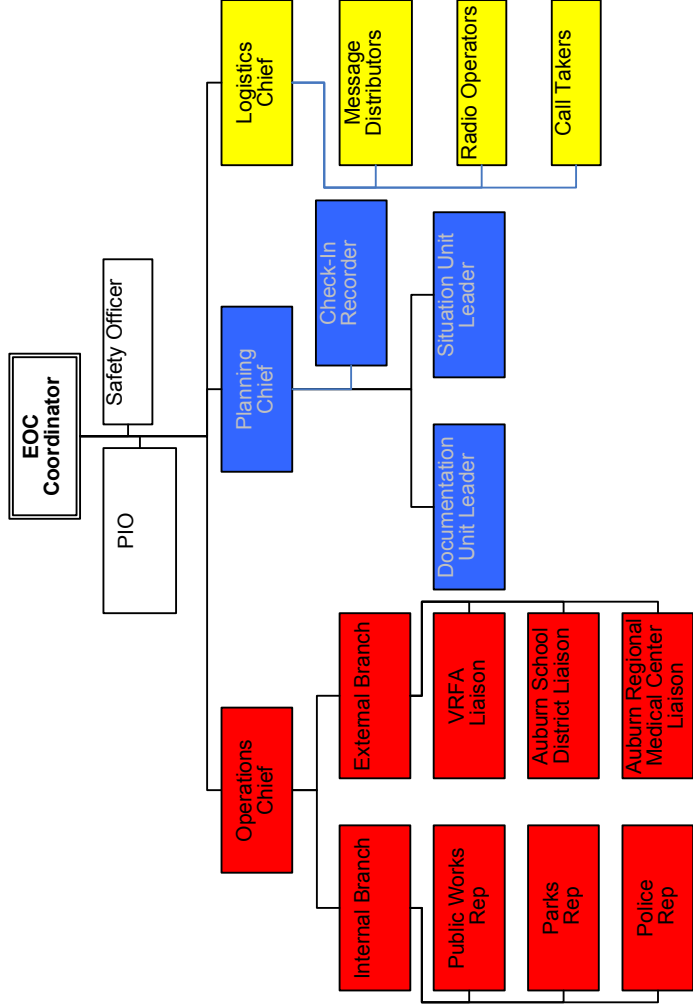 EOC
Coordinator
PIO
Safety Officer
Operations
Chief
Planning
Chief
Logistics
Chief
Internal Branch
External Branch
Check-In
Recorder
Message
Distributors
Public Works
Rep
VRFA
Liaison
Documentation
Unit Leader
Situation Unit
Leader
Radio Operators
Parks
Rep
Auburn School
District Liaison
Call Takers
Police
Rep
Auburn Regional
Medical Center
Liaison